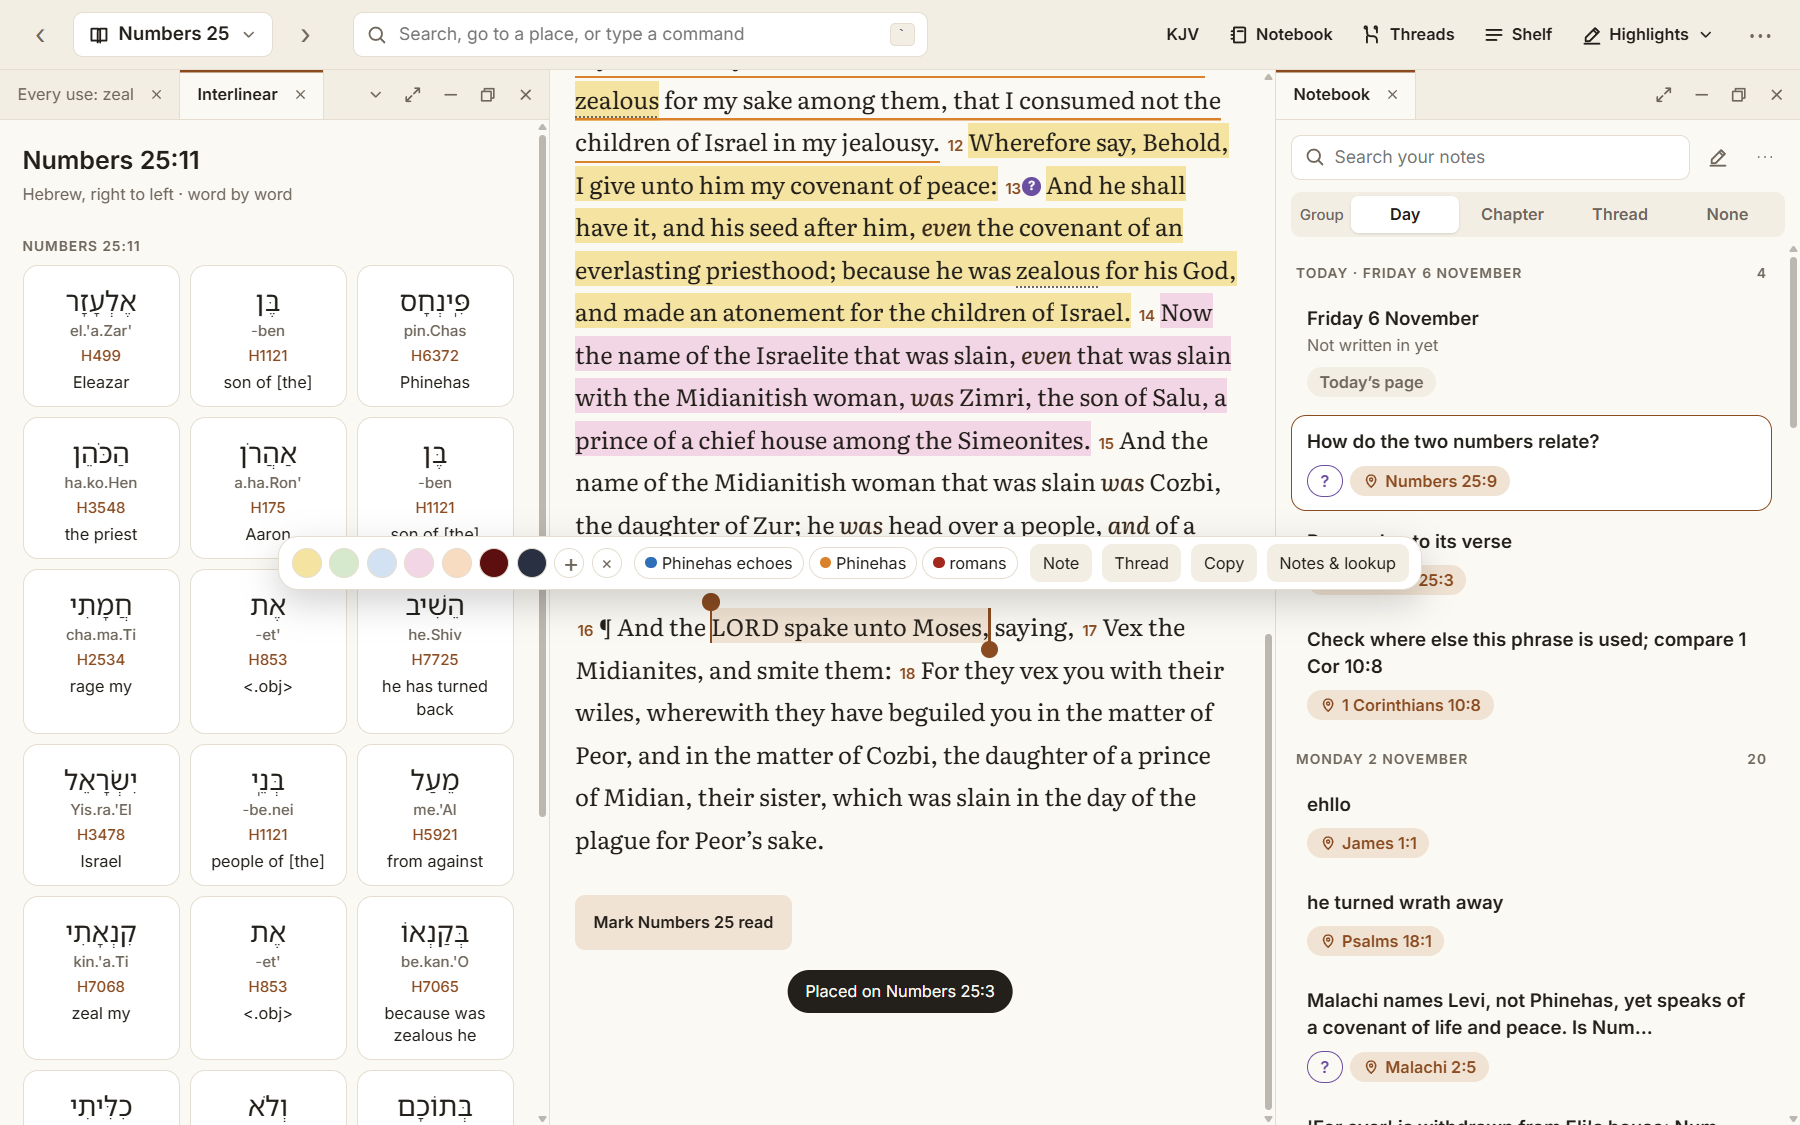 Numbers 25
Search, go to a place, or type a command
`
KJV
Notebook
Threads
Shelf
Highlights
Every use: zeal
Interlinear
Numbers 25:11
Hebrew, right to left · word by word
NUMBERS 25:11
אֶלְעָזָר
el.'a.Zar'
H499
Eleazar
בֶּן
-ben
H1121
son of [the]
פִּינְחָס
pin.Chas
H6372
Phinehas
הַכֹּהֵן
ha.ko.Hen
H3548
the priest
אַהֲרֹן
a.ha.Ron'
H175
Aaron
בֶּן
-ben
H1121
son of [the]
חֲמָתִי
cha.ma.Ti
H2534
rage my
אֶת
-et'
H853
<.obj>
הֵשִׁיב
he.Shiv
H7725
he has turned
back
יִשְׂרָאֵל
Yis.ra.'El
H3478
Israel
בְּנֵי
-be.nei
H1121
people of [the]
מֵעַל
me.'Al
H5921
from against
קִנְאָתִי
kin.'a.Ti
H7068
zeal my
אֶת
-et'
H853
<.obj>
בְּקַנְאוֹ
be.kan.'O
H7065
because was
zealous he
כִלִּיתִי
וְלֹא
בְּתוֹכָם
zealous for my sake among them, that I consumed not the
children of Israel in my jealousy. 12 Wherefore say, Behold,
I give unto him my covenant of peace: 13 ? And he shall
have it, and his seed after him, even the covenant of an
everlasting priesthood; because he was zealous for his God,
and made an atonement for the children of Israel. 14 Now
the name of the Israelite that was slain, even that was slain
with the Midianitish woman, was Zimri, the son of Salu, a
prince of a chief house among the Simeonites. 15 And the
name of the Midianitish woman that was slain was Cozbi,
the daughter of Zur; he was head over a people, and of a
Phinehas echoes
Phinehas
romans
Note
Thread
Copy
Notes & lookup
16 ¶ And the LORD spake unto Moses, saying, 17 Vex the
Midianites, and smite them: 18 For they vex you with their
wiles, wherewith they have beguiled you in the matter of
Peor, and in the matter of Cozbi, the daughter of a prince
of Midian, their sister, which was slain in the day of the
plague for Peor’s sake.
Mark Numbers 25 read
Placed on Numbers 25:3
Notebook
Search your notes
Group
Day
Chapter
Thread
None
TODAY · FRIDAY 6 NOVEMBER
4
Friday 6 November
Not written in yet
Today’s page
How do the two numbers relate?
?
Numbers 25:9
to its verse
25:3
Check where else this phrase is used; compare 1
Cor 10:8
1 Corinthians 10:8
MONDAY 2 NOVEMBER
20
ehllo
James 1:1
he turned wrath away
Psalms 18:1
Malachi names Levi, not Phinehas, yet speaks of
a covenant of life and peace. Is Num...
?
Malachi 2:5